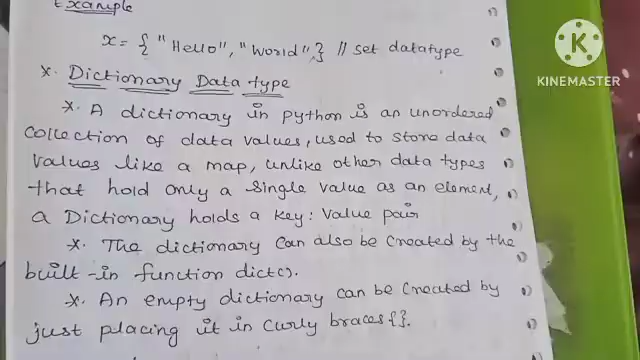 Example
x = { "Hello", "World" } // set datatype
*. Dictionary Data type
*. A dictionary in python is an unordered
collection of data values, used to store data
values like a map, unlike other data types
that hold only a single value as an element,
a Dictionary holds a key: value pair
*. The dictionary can also be created by the
built-in function dict().
*. An empty dictionary can be created by
just placing it in curly braces{}.
KINEMASTER